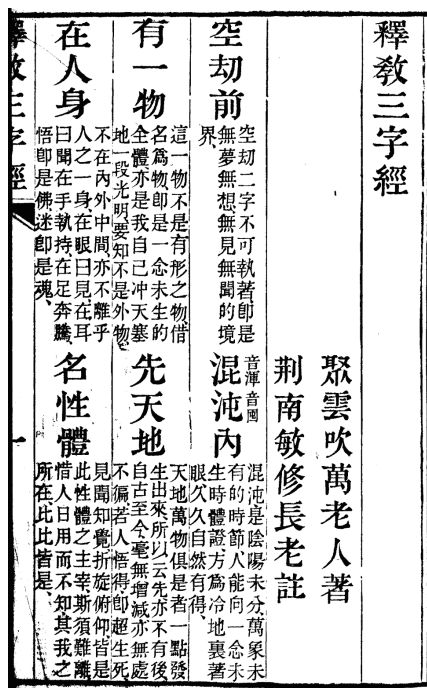 釋教三字經
聚雲吹萬老人著
荆南敏修長老註
空劫前
空劫二字不可執著卽是
無夢無想無見無聞的境
界、
音渾 音囤
混沌內
混沌是陰陽未分萬象未
有的時節人能向一念未
生時體證方爲冷地裏著
眼久久自然有得、
有一物
這一物不是有形之物借
名爲物卽是一念未生的
全體亦是我自己冲天塞
地一段光明要知不是外物、
先天地
天地萬物俱是者一點發
生出來所以云先亦不有後
自古至今毫無增減亦無處
不徧若人悟得卽超生死
在人身
不在內外中間亦不離乎
人之一身在眼曰見在耳
曰聞在手執持在足奔騰、
悟卽是佛迷卽是魂、
名性體
見聞知覺折旋俯仰皆是
此性體之主宰斯須難離
惜人日用而不知其我之
所在比比皆是、
釋教三字經
一